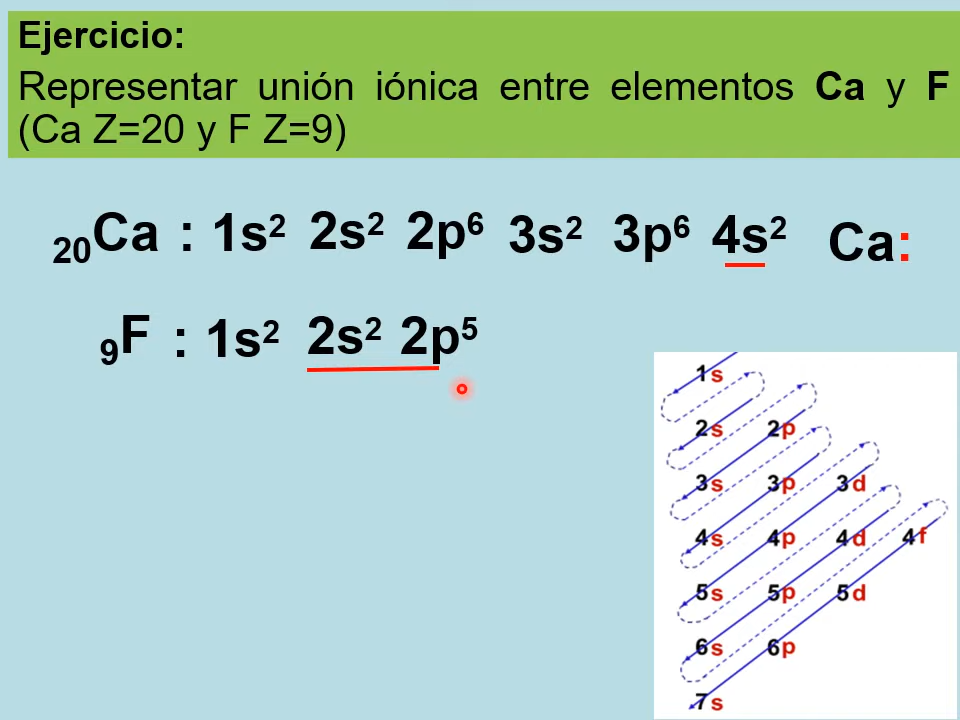 Ejercicio:
Representar unión iónica entre elementos Ca y F
(Ca Z=20 y F Z=9)
₂₀Ca : 1s² 2s² 2p⁶ 3s² 3p⁶ 4s² Ca:
₉F : 1s² 2s² 2p⁵
1s
2s 2p
3s 3p 3d
4s 4p 4d 4f
5s 5p 5d
6s 6p
7s